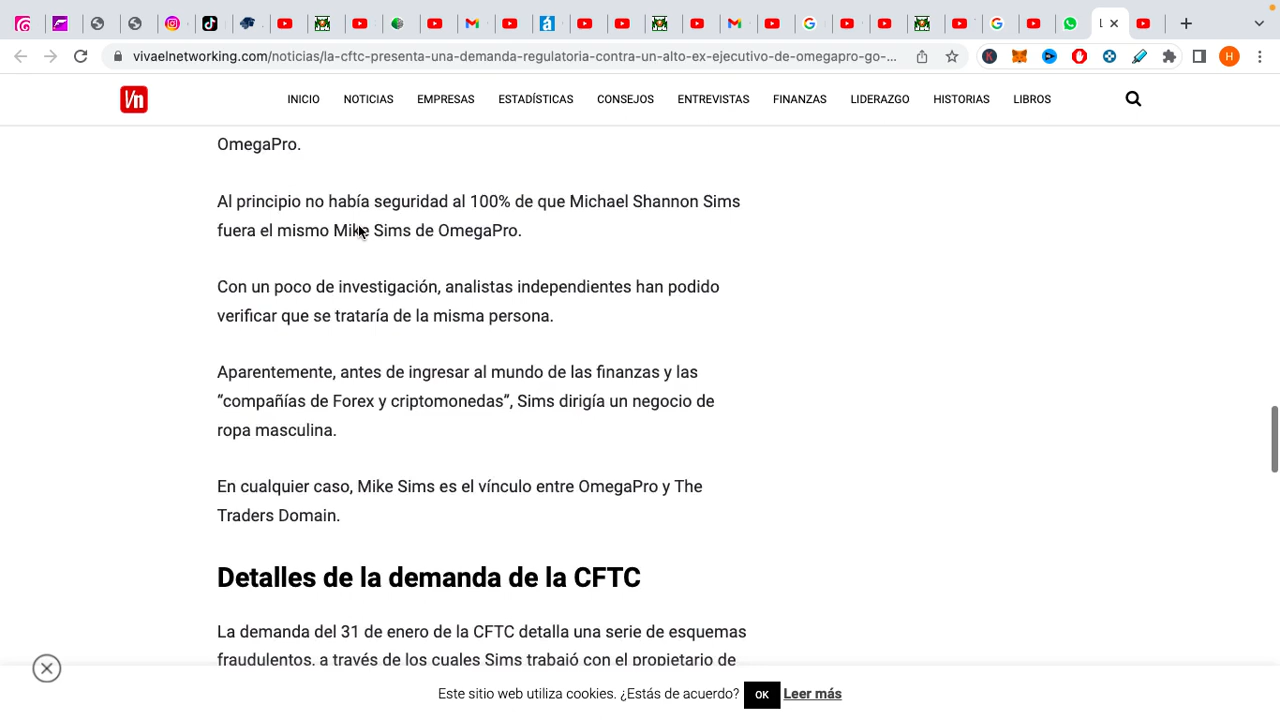 vivaelnetworking.com/noticias/la-cftc-presenta-una-demanda-regulatoria-contra-un-alto-ex-ejecutivo-de-omegapro-go-...
H
Vn
INICIO NOTICIAS EMPRESAS ESTADÍSTICAS CONSEJOS ENTREVISTAS FINANZAS LIDERAZGO HISTORIAS LIBROS
OmegaPro.
Al principio no había seguridad al 100% de que Michael Shannon Sims
fuera el mismo Mike Sims de OmegaPro.
Con un poco de investigación, analistas independientes han podido
verificar que se trataría de la misma persona.
Aparentemente, antes de ingresar al mundo de las finanzas y las
“compañías de Forex y criptomonedas”, Sims dirigía un negocio de
ropa masculina.
En cualquier caso, Mike Sims es el vínculo entre OmegaPro y The
Traders Domain.
Detalles de la demanda de la CFTC
La demanda del 31 de enero de la CFTC detalla una serie de esquemas
fraudulentos, a través de los cuales Sims trabajó con el propietario de
Este sitio web utiliza cookies. ¿Estás de acuerdo? OK Leer más